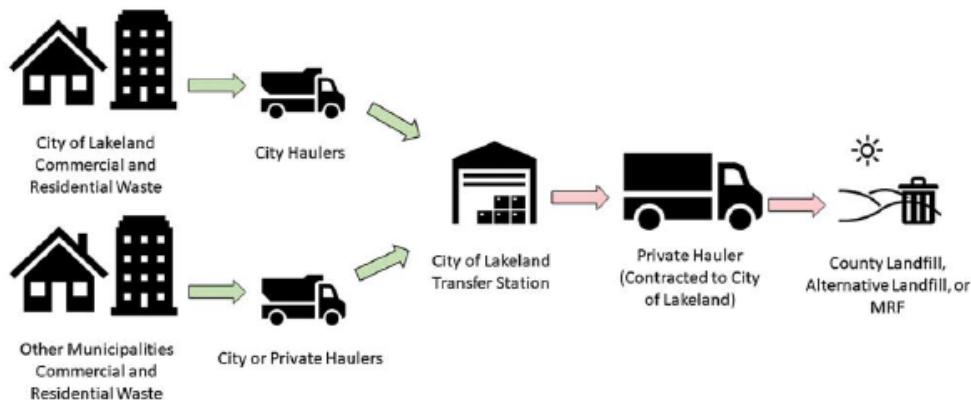 City of Lakeland
Commercial and
Residential Waste
City Haulers
Other Municipalities
Commercial and
Residential Waste
City or Private Haulers
City of Lakeland
Transfer Station
Private Hauler
(Contracted to City
of Lakeland)
County Landfill,
Alternative Landfill, or
MRF